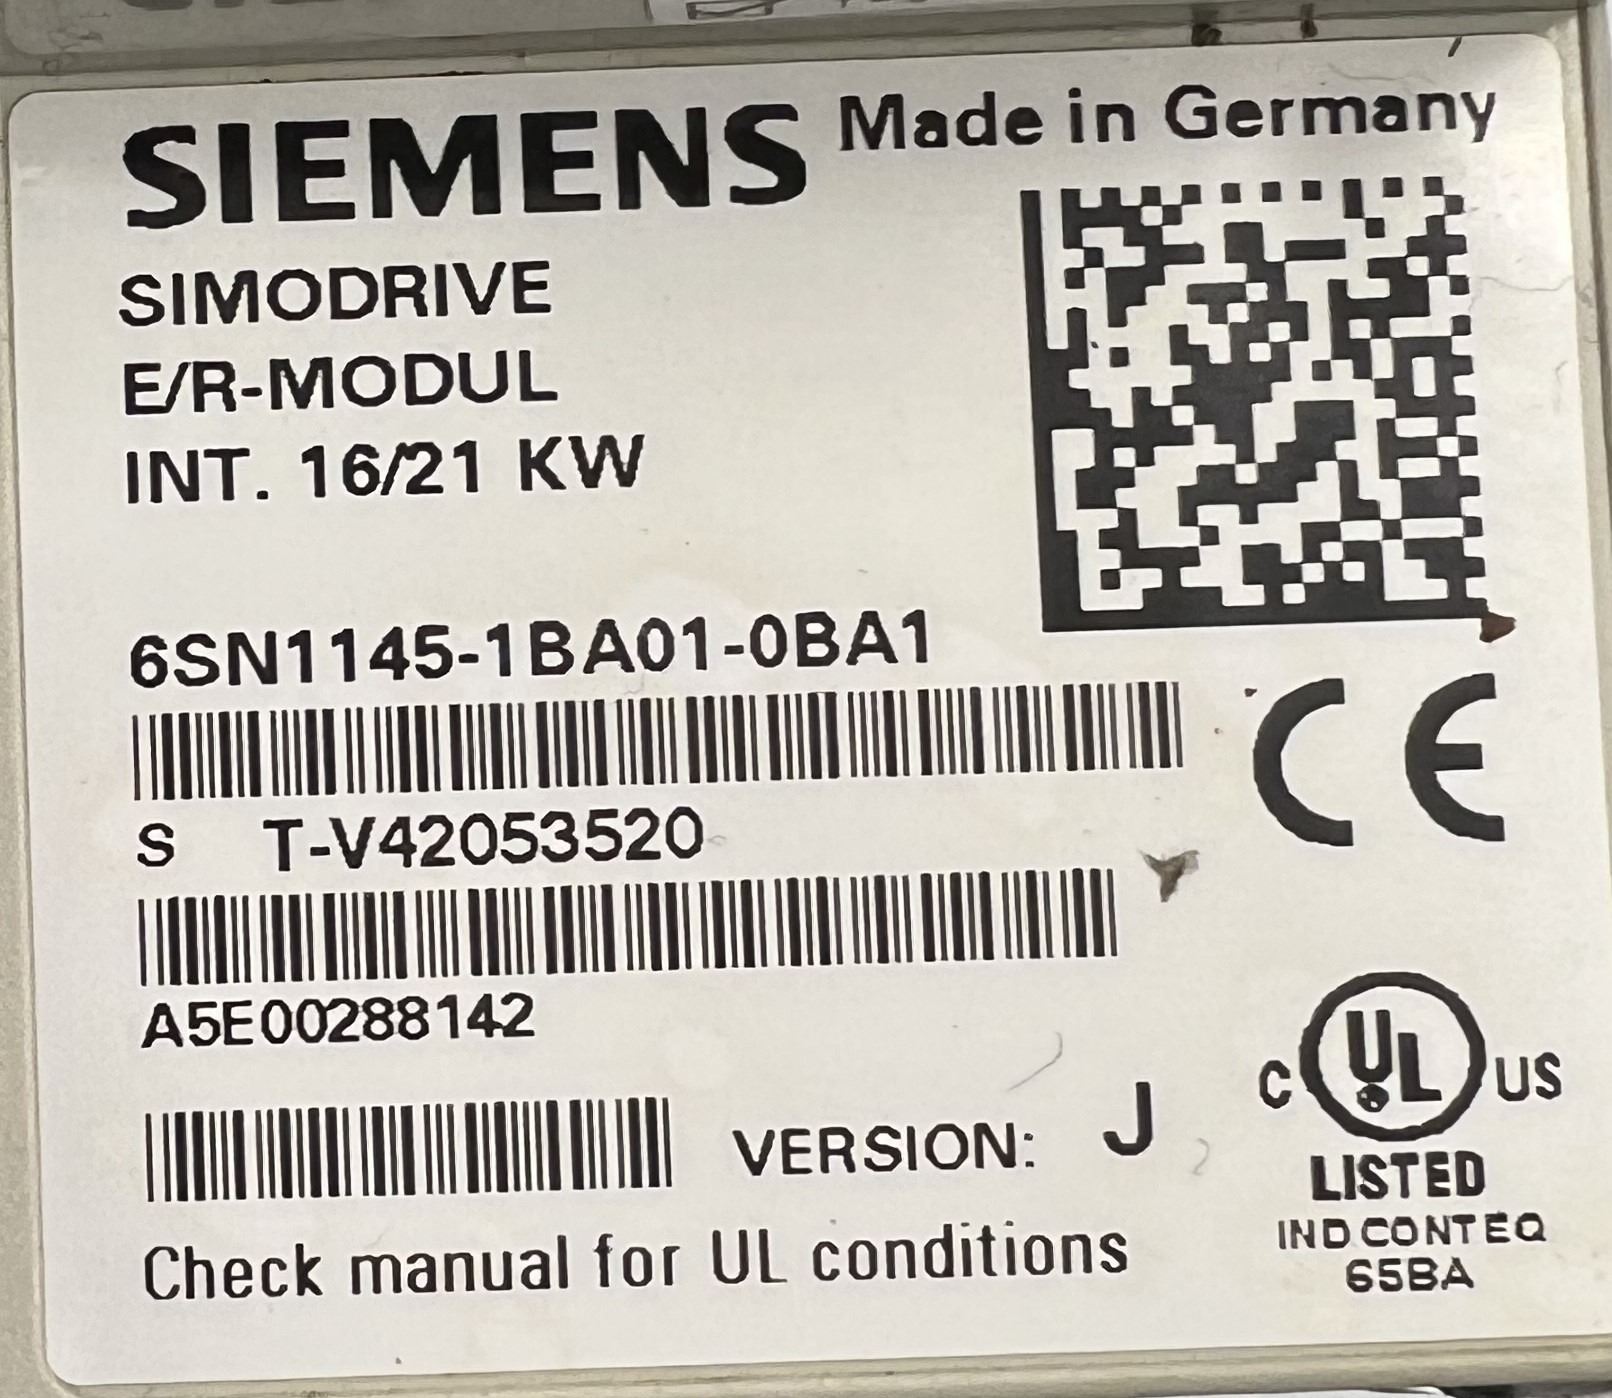 SIEMENS Made in Germany
SIMODRIVE
E/R-MODUL
INT. 16/21 KW
6SN1145-1BA01-0BA1
S T-V42053520
A5E00288142
VERSION: J
C UL US
LISTED
IND CONT EQ
65BA
Check manual for UL conditions